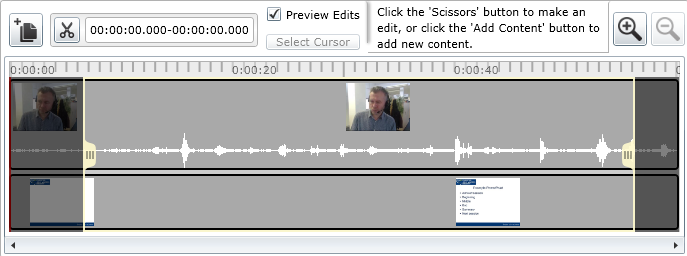 00:00:00.000-00:00:00.000
Preview Edits
Select Cursor
Click the 'Scissors' button to make an
edit, or click the 'Add Content' button to
add new content.
0:00:00
0:00:20
0:00:40